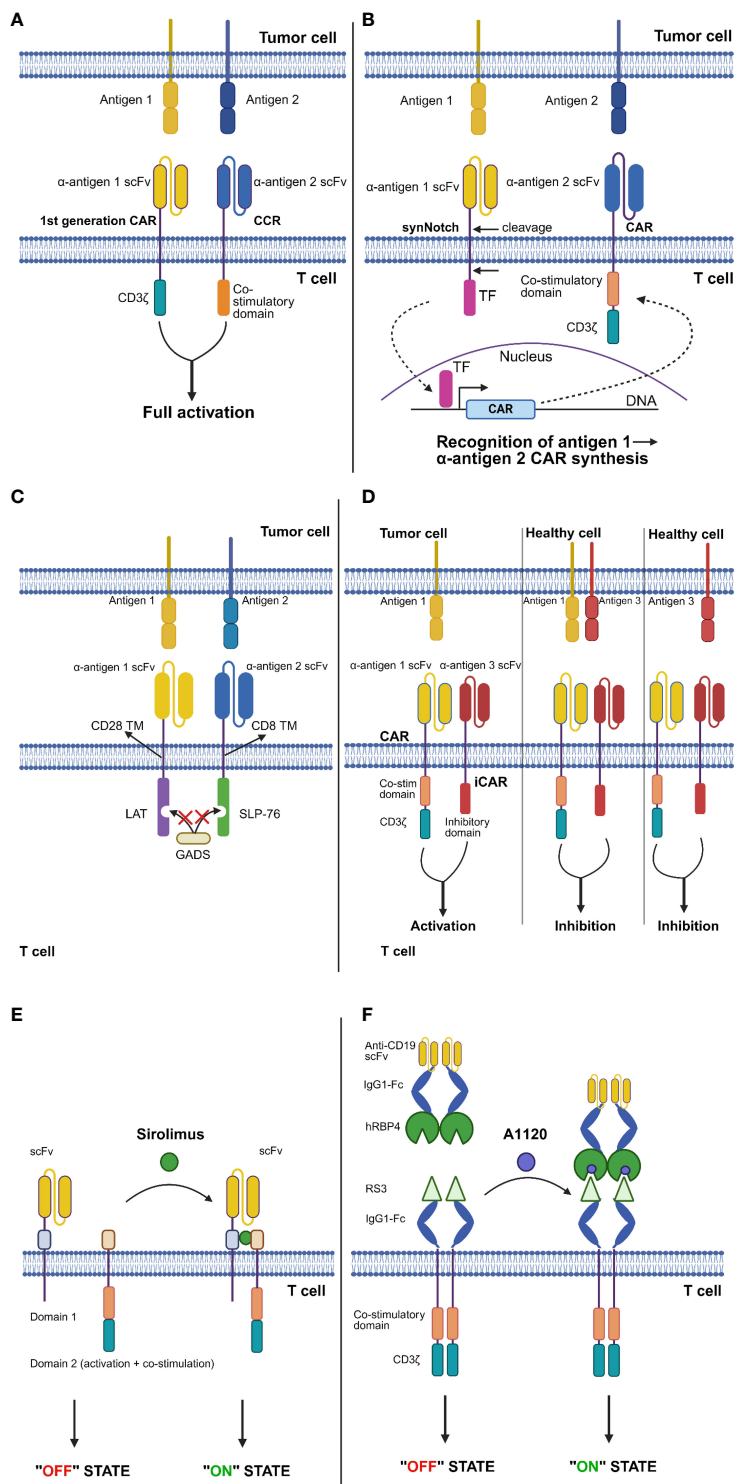 A
Tumor cell
Antigen 1
Antigen 2
α-antigen 1 scFv
α-antigen 2 scFv
1st generation CAR
CCR
T cell
CD3ζ
Co-
stimulatory
domain
Full activation
B
Tumor cell
Antigen 1
Antigen 2
α-antigen 1 scFv
α-antigen 2 scFv
synNotch
cleavage
CAR
T cell
Co-stimulatory
domain
TF
CD3ζ
Nucleus
TF
DNA
CAR
Recognition of antigen 1
α-antigen 2 CAR synthesis
C
Tumor cell
Antigen 1
Antigen 2
α-antigen 1 scFv
α-antigen 2 scFv
CD28 TM
CD8 TM
LAT
SLP-76
GADS
T cell
D
Tumor cell
Healthy cell
Healthy cell
Antigen 1
Antigen 1
Antigen 3
Antigen 3
α-antigen 1 scFv
α-antigen 3 scFv
CAR
iCAR
Co-stim
domain
CD3ζ
Inhibitory
domain
Activation
Inhibition
Inhibition
T cell
E
Sirolimus
scFv
scFv
T cell
Domain 1
Domain 2 (activation + co-stimulation)
"OFF" STATE
"ON" STATE
F
Anti-CD19
scFv
IgG1-Fc
hRBP4
A1120
RS3
IgG1-Fc
T cell
Co-stimulatory
domain
CD3ζ
"OFF" STATE
"ON" STATE